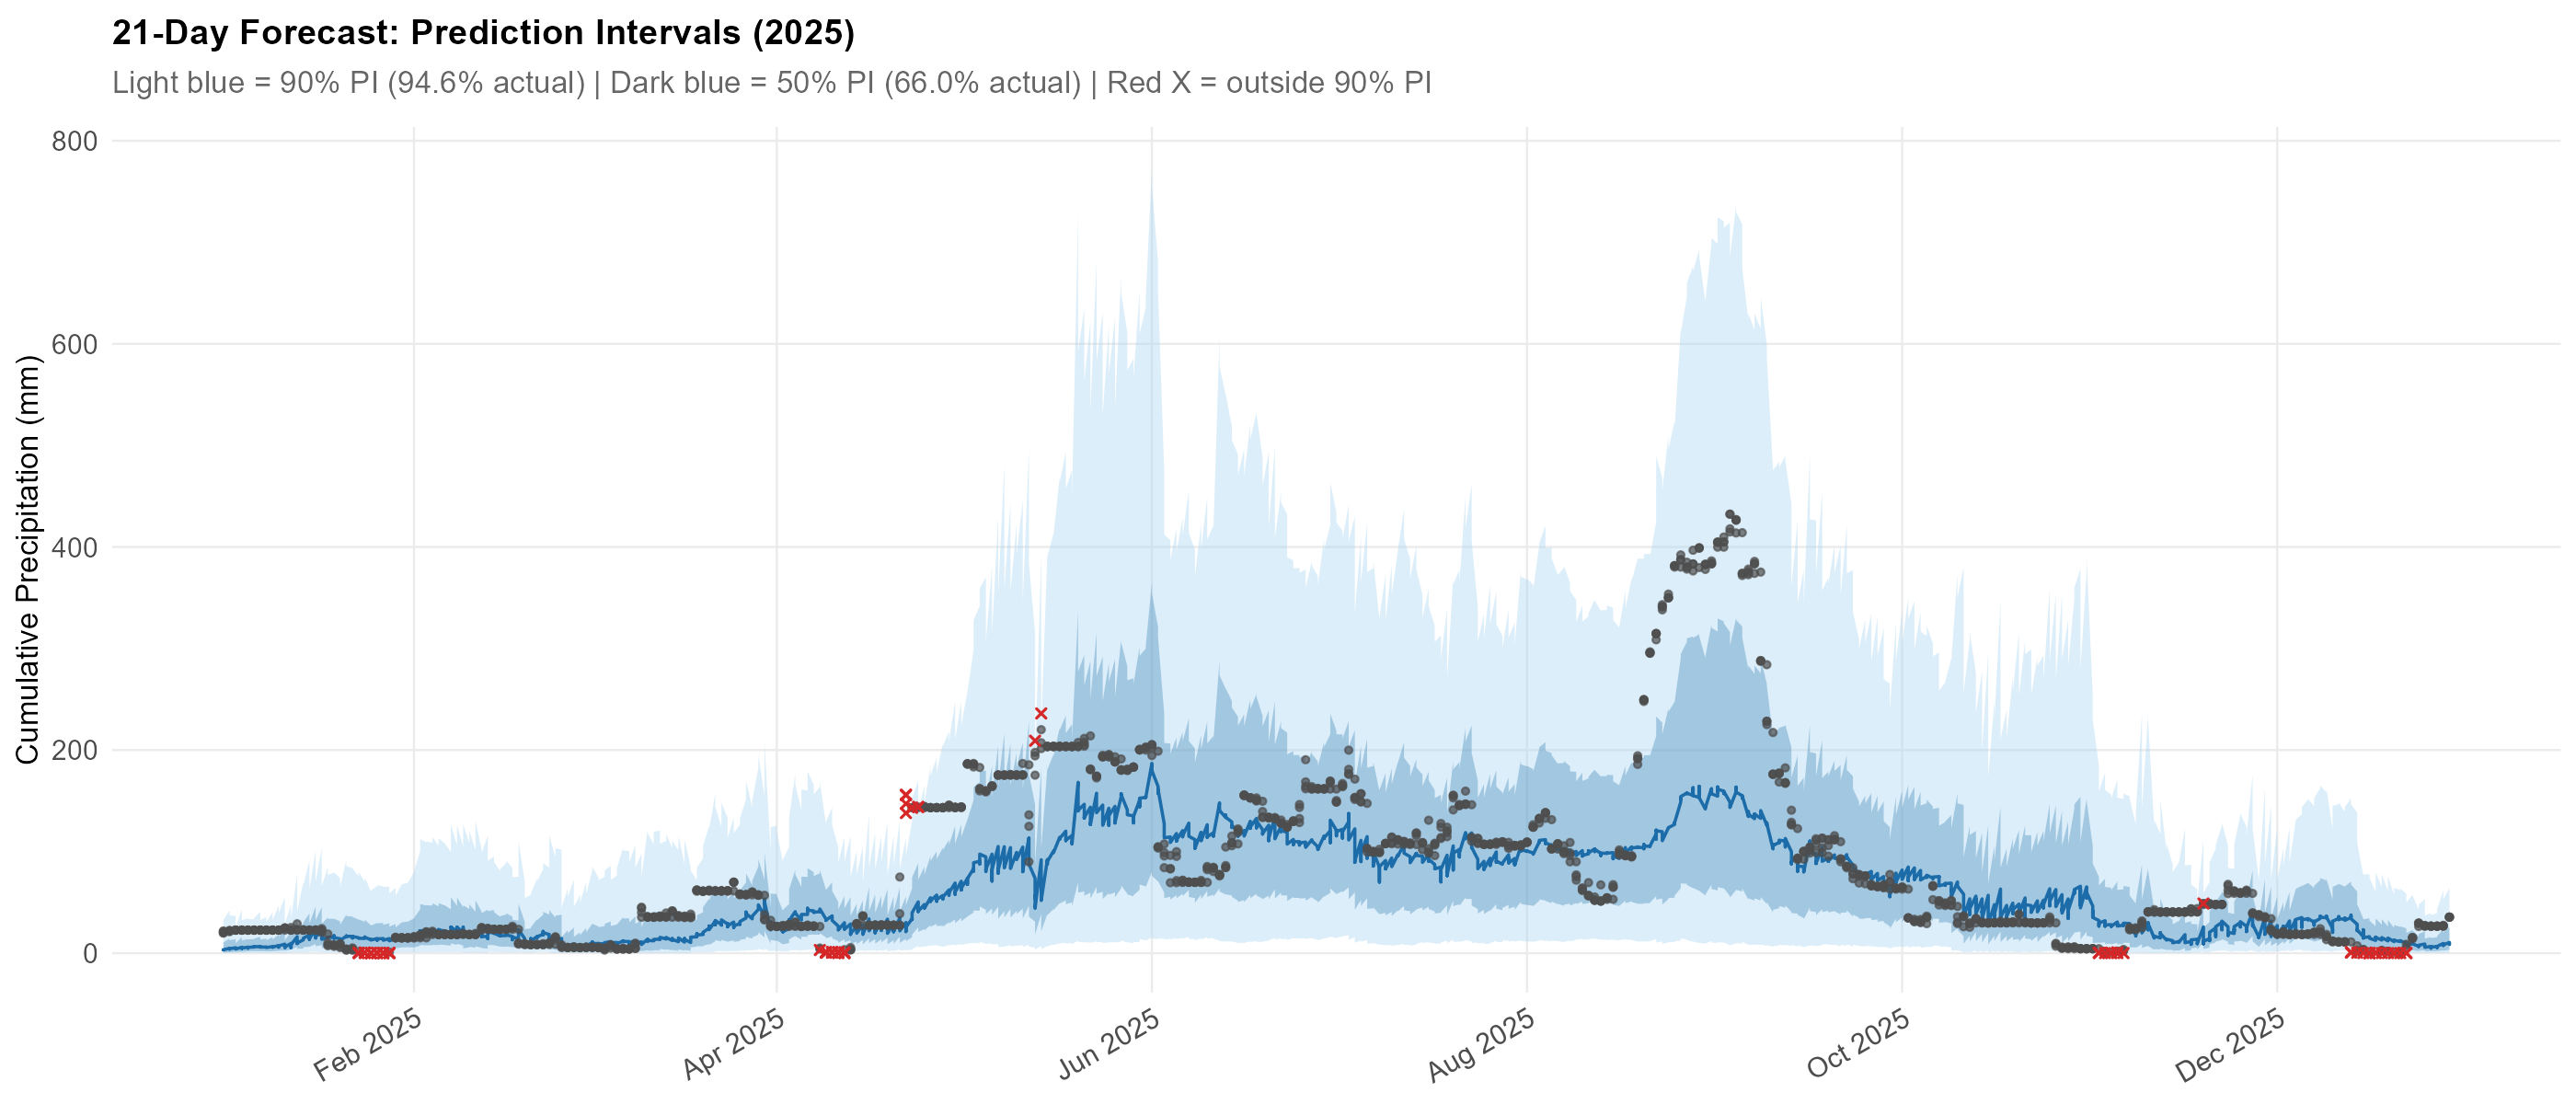 21-Day Forecast: Prediction Intervals (2025)
Light blue = 90% PI (94.6% actual) | Dark blue = 50% PI (66.0% actual) | Red X = outside 90% PI
Cumulative Precipitation (mm)
800
600
400
200
0
Feb 2025
Apr 2025
Jun 2025
Aug 2025
Oct 2025
Dec 2025